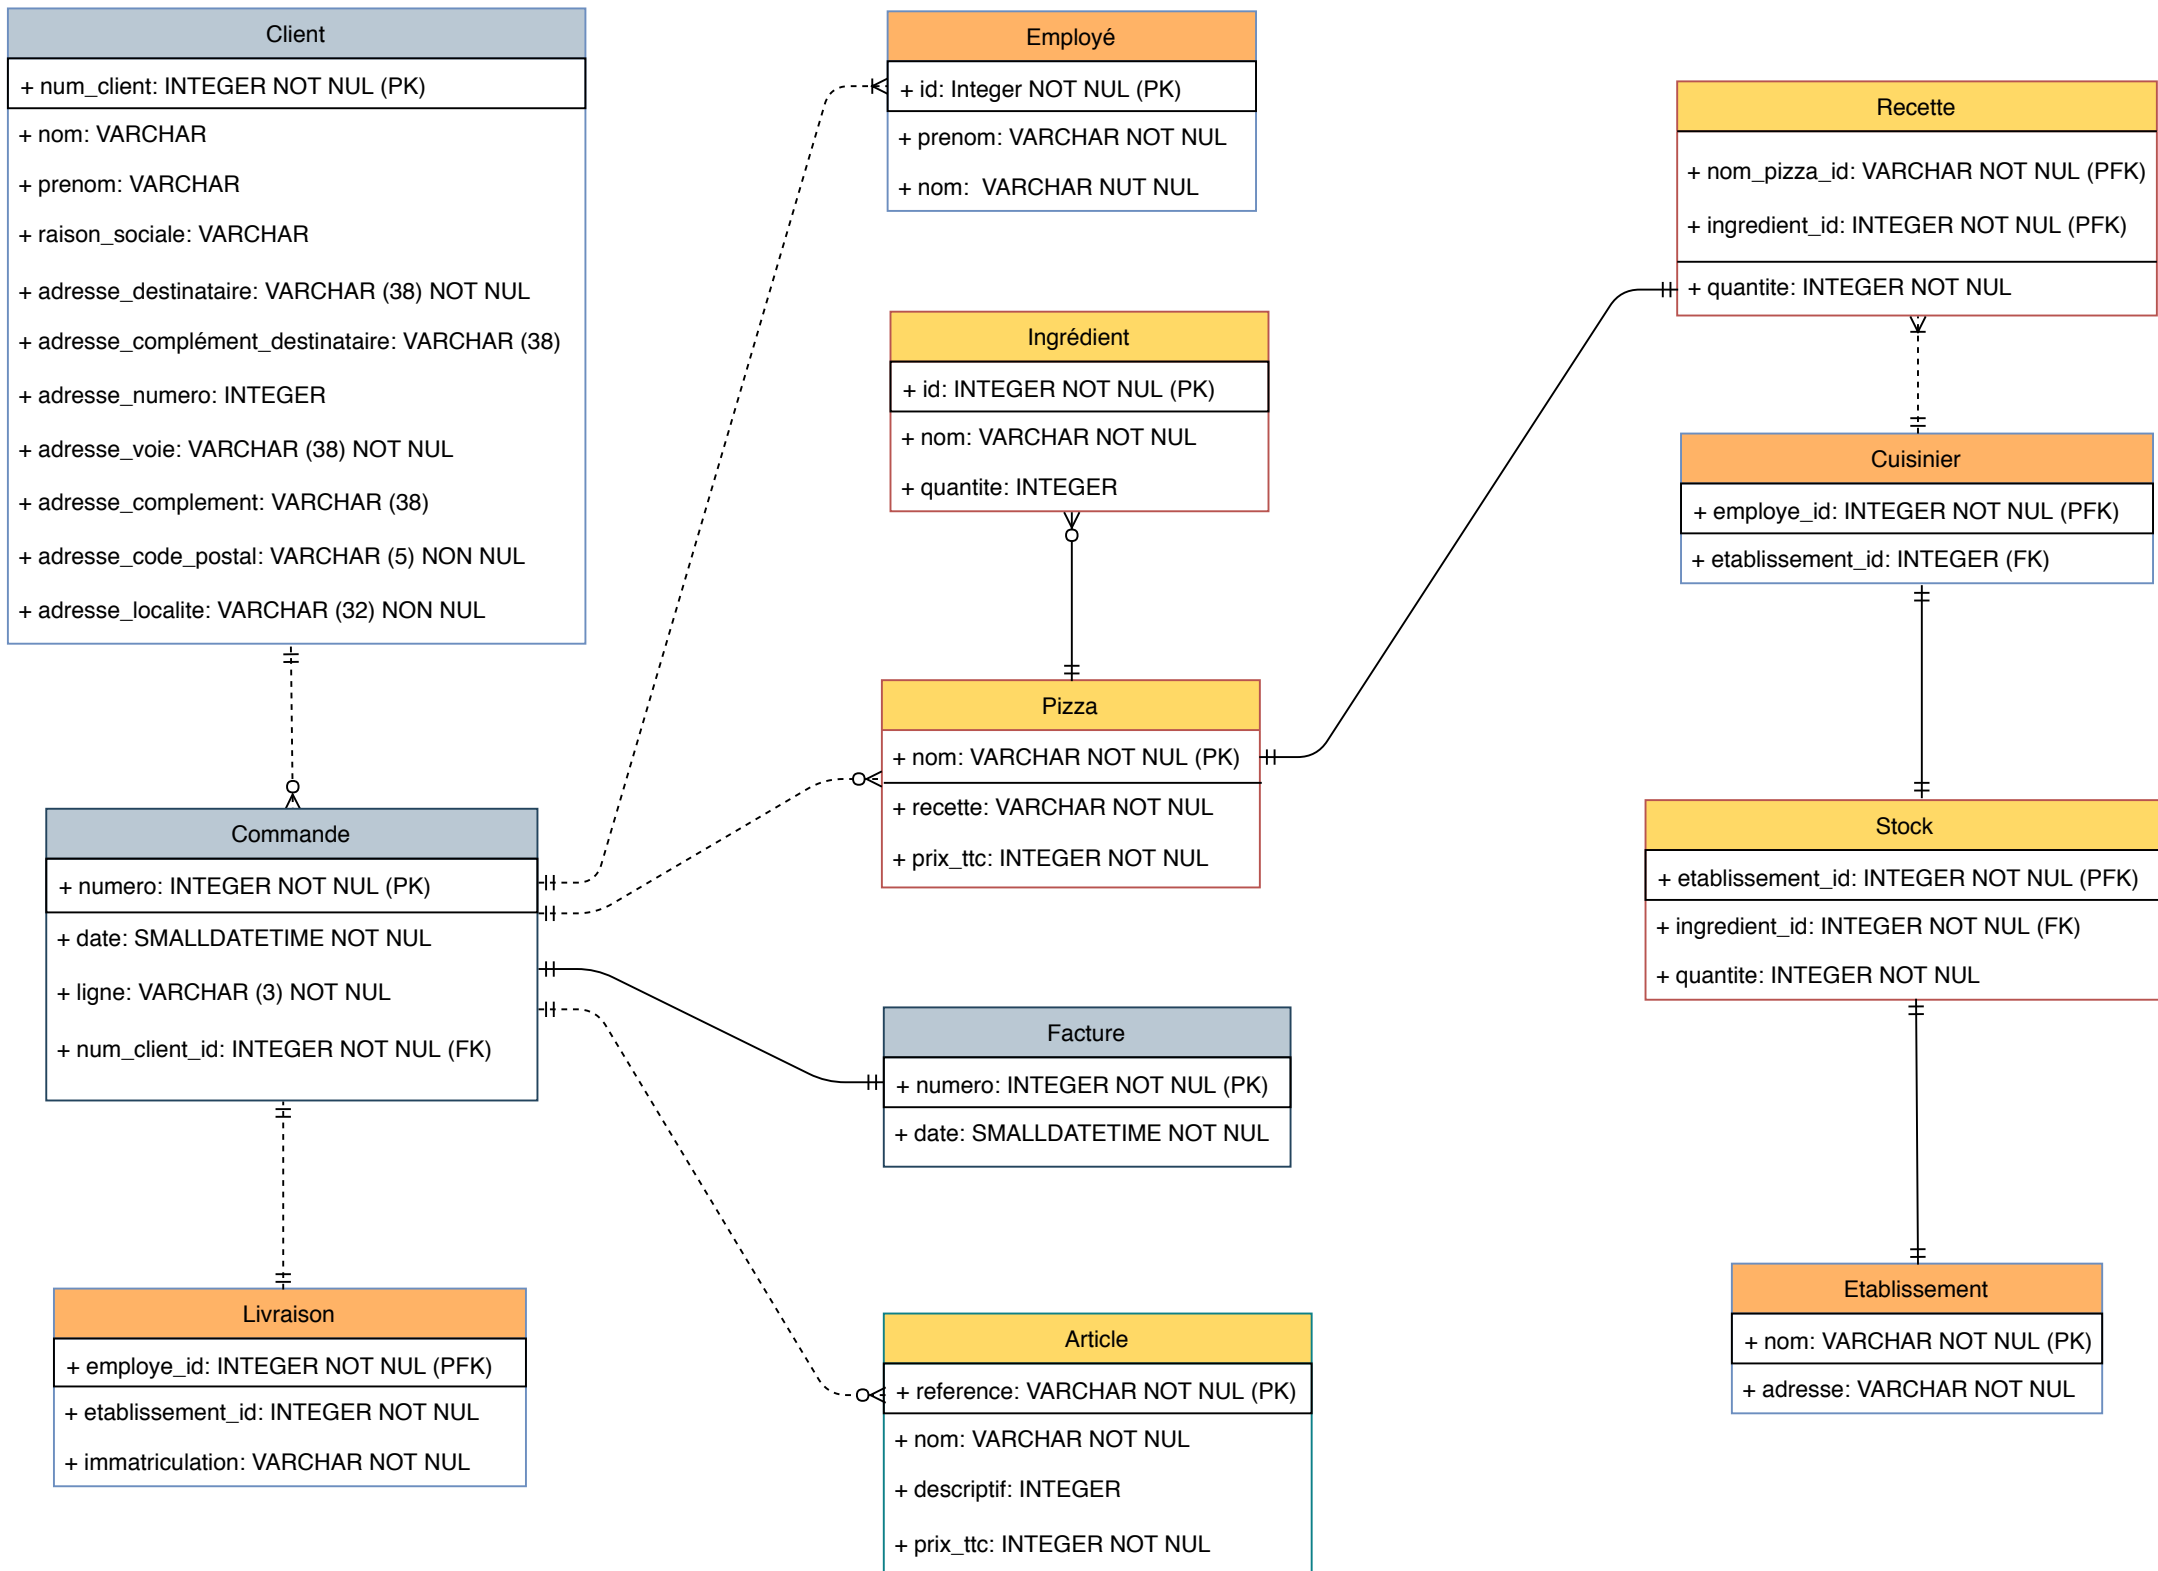 Client
+ num_client: INTEGER NOT NUL (PK)
+ nom: VARCHAR
+ prenom: VARCHAR
+ raison_sociale: VARCHAR
+ adresse_destinataire: VARCHAR (38) NOT NUL
+ adresse_complément_destinataire: VARCHAR (38)
+ adresse_numero: INTEGER
+ adresse_voie: VARCHAR (38) NOT NUL
+ adresse_complement: VARCHAR (38)
+ adresse_code_postal: VARCHAR (5) NON NUL
+ adresse_localite: VARCHAR (32) NON NUL
Commande
+ numero: INTEGER NOT NUL (PK)
+ date: SMALLDATETIME NOT NUL
+ ligne: VARCHAR (3) NOT NUL
+ num_client_id: INTEGER NOT NUL (FK)
Livraison
+ employe_id: INTEGER NOT NUL (PFK)
+ etablissement_id: INTEGER NOT NUL
+ immatriculation: VARCHAR NOT NUL
Employé
+ id: Integer NOT NUL (PK)
+ prenom: VARCHAR NOT NUL
+ nom:  VARCHAR NUT NUL
Ingrédient
+ id: INTEGER NOT NUL (PK)
+ nom: VARCHAR NOT NUL
+ quantite: INTEGER
Pizza
+ nom: VARCHAR NOT NUL (PK)
+ recette: VARCHAR NOT NUL
+ prix_ttc: INTEGER NOT NUL
Facture
+ numero: INTEGER NOT NUL (PK)
+ date: SMALLDATETIME NOT NUL
Article
+ reference: VARCHAR NOT NUL (PK)
+ nom: VARCHAR NOT NUL
+ descriptif: INTEGER
+ prix_ttc: INTEGER NOT NUL
Recette
+ nom_pizza_id: VARCHAR NOT NUL (PFK)
+ ingredient_id: INTEGER NOT NUL (PFK)
+ quantite: INTEGER NOT NUL
Cuisinier
+ employe_id: INTEGER NOT NUL (PFK)
+ etablissement_id: INTEGER (FK)
Stock
+ etablissement_id: INTEGER NOT NUL (PFK)
+ ingredient_id: INTEGER NOT NUL (FK)
+ quantite: INTEGER NOT NUL
Etablissement
+ nom: VARCHAR NOT NUL (PK)
+ adresse: VARCHAR NOT NUL